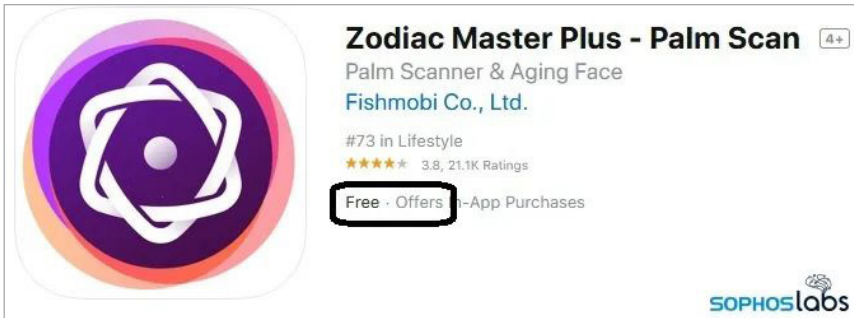 Zodiac Master Plus - Palm Scan 4+
Palm Scanner & Aging Face
Fishmobi Co., Ltd.
#73 in Lifestyle
★★★★★ 3.8, 21.1K Ratings
Free · Offers In-App Purchases
SOPHOSLabs